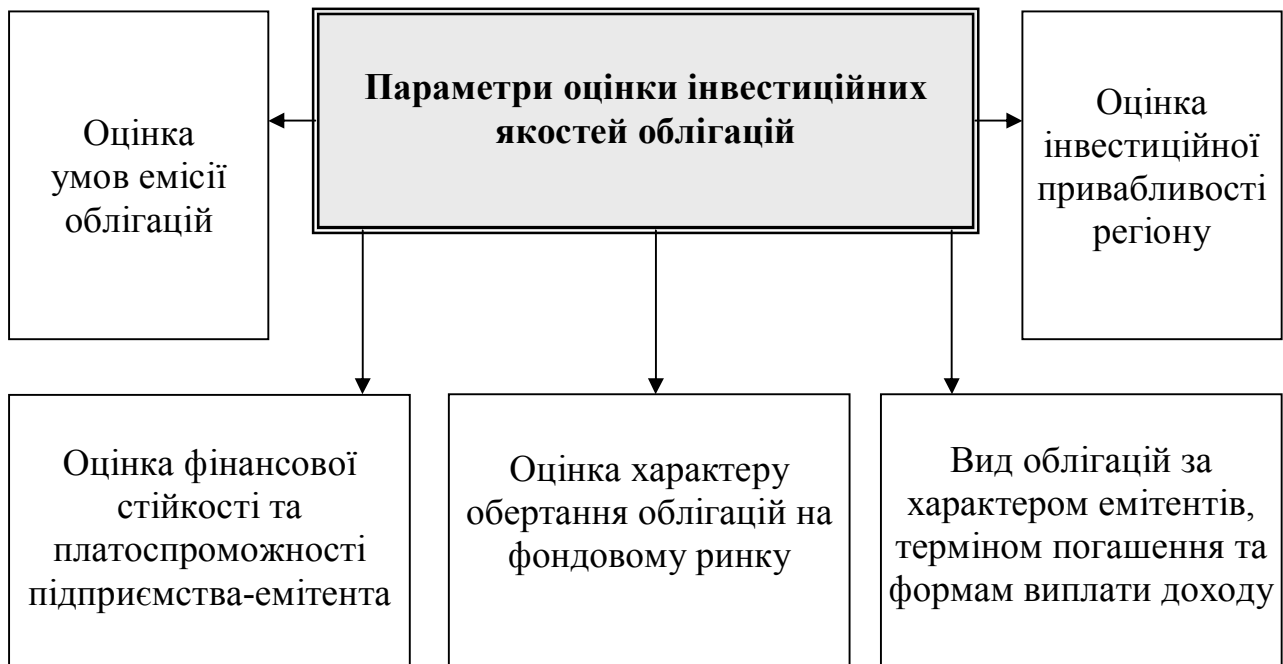 Параметри оцінки інвестиційних
якостей облігацій
Оцінка
умов емісії
облігацій
Оцінка
інвестиційної
привабливості
регіону
Оцінка фінансової
стійкості та
платоспроможності
підприємства-емітента
Оцінка характеру
обертання облігацій на
фондовому ринку
Вид облігацій за
характером емітентів,
терміном погашення та
формам виплати доходу